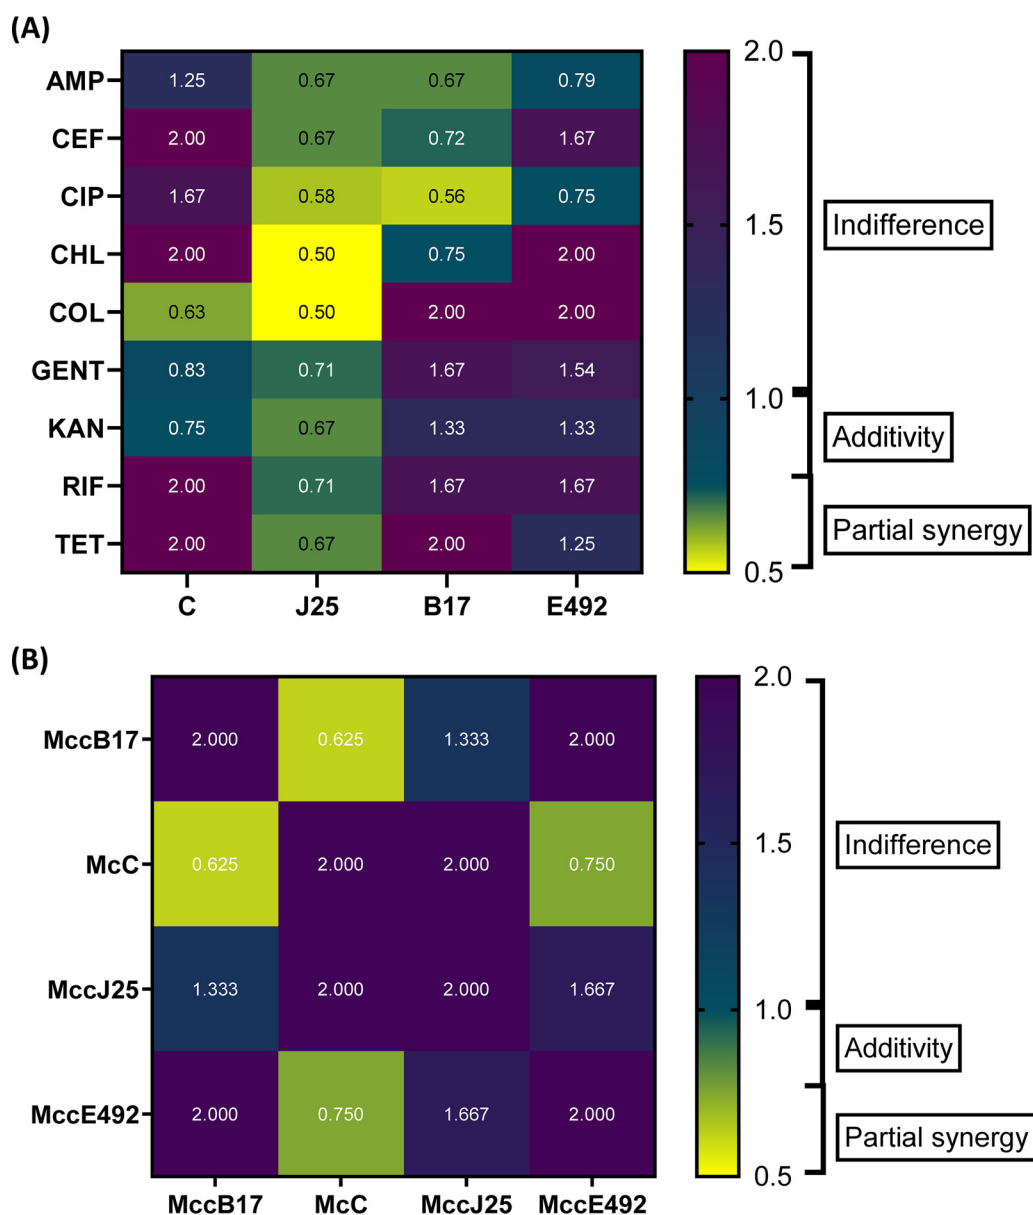 (A)
AMP 1.25 0.67 0.67 0.79
CEF 2.00 0.67 0.72 1.67
CIP 1.67 0.58 0.56 0.75
CHL 2.00 0.50 0.75 2.00
COL 0.63 0.50 2.00 2.00
GENT 0.83 0.71 1.67 1.54
KAN 0.75 0.67 1.33 1.33
RIF 2.00 0.71 1.67 1.67
TET 2.00 0.67 2.00 1.25
C J25 B17 E492
2.0
1.5
1.0
0.5
Indifference
Additivity
Partial synergy
(B)
MccB17 2.000 0.625 1.333 2.000
McC 0.625 2.000 2.000 0.750
MccJ25 1.333 2.000 2.000 1.667
MccE492 2.000 0.750 1.667 2.000
MccB17 McC MccJ25 MccE492
2.0
1.5
1.0
0.5
Indifference
Additivity
Partial synergy